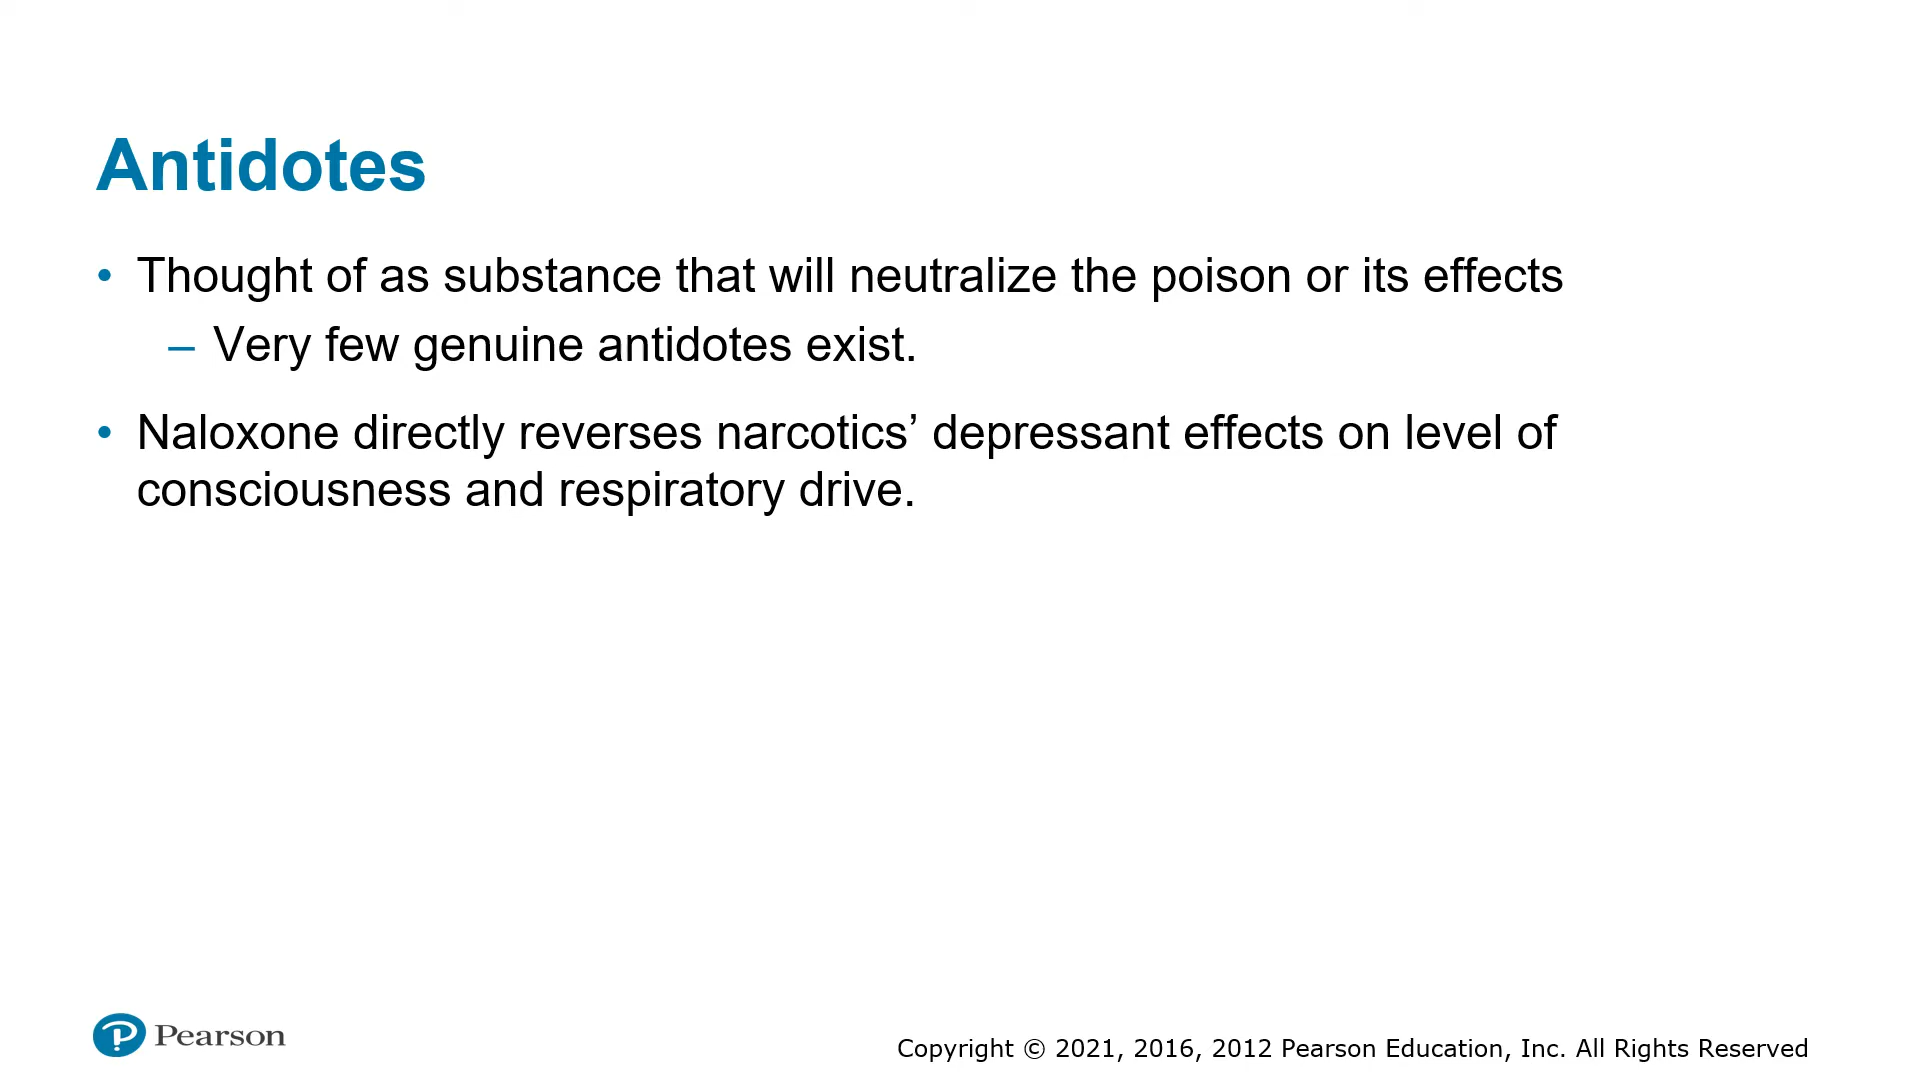 Antidotes
• Thought of as substance that will neutralize the poison or its effects
– Very few genuine antidotes exist.
• Naloxone directly reverses narcotics’ depressant effects on level of
consciousness and respiratory drive.
Pearson
Copyright © 2021, 2016, 2012 Pearson Education, Inc. All Rights Reserved